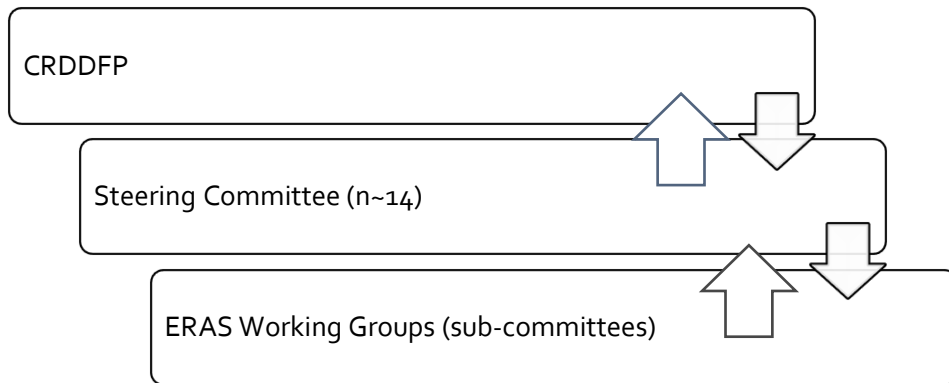 CRDDFP
Steering Committee (n~14)
ERAS Working Groups (sub-committees)